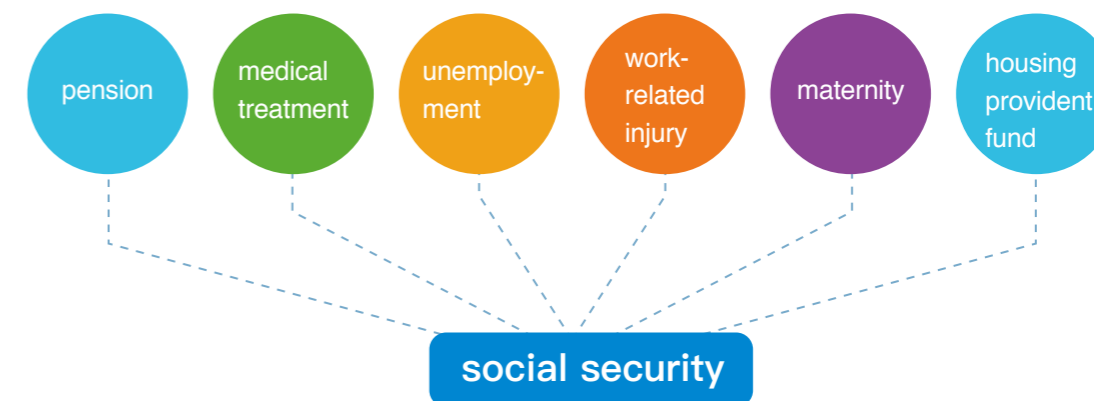 pension
medical
treatment
unemploy-
ment
work-
related
injury
maternity
housing
provident
fund
social security